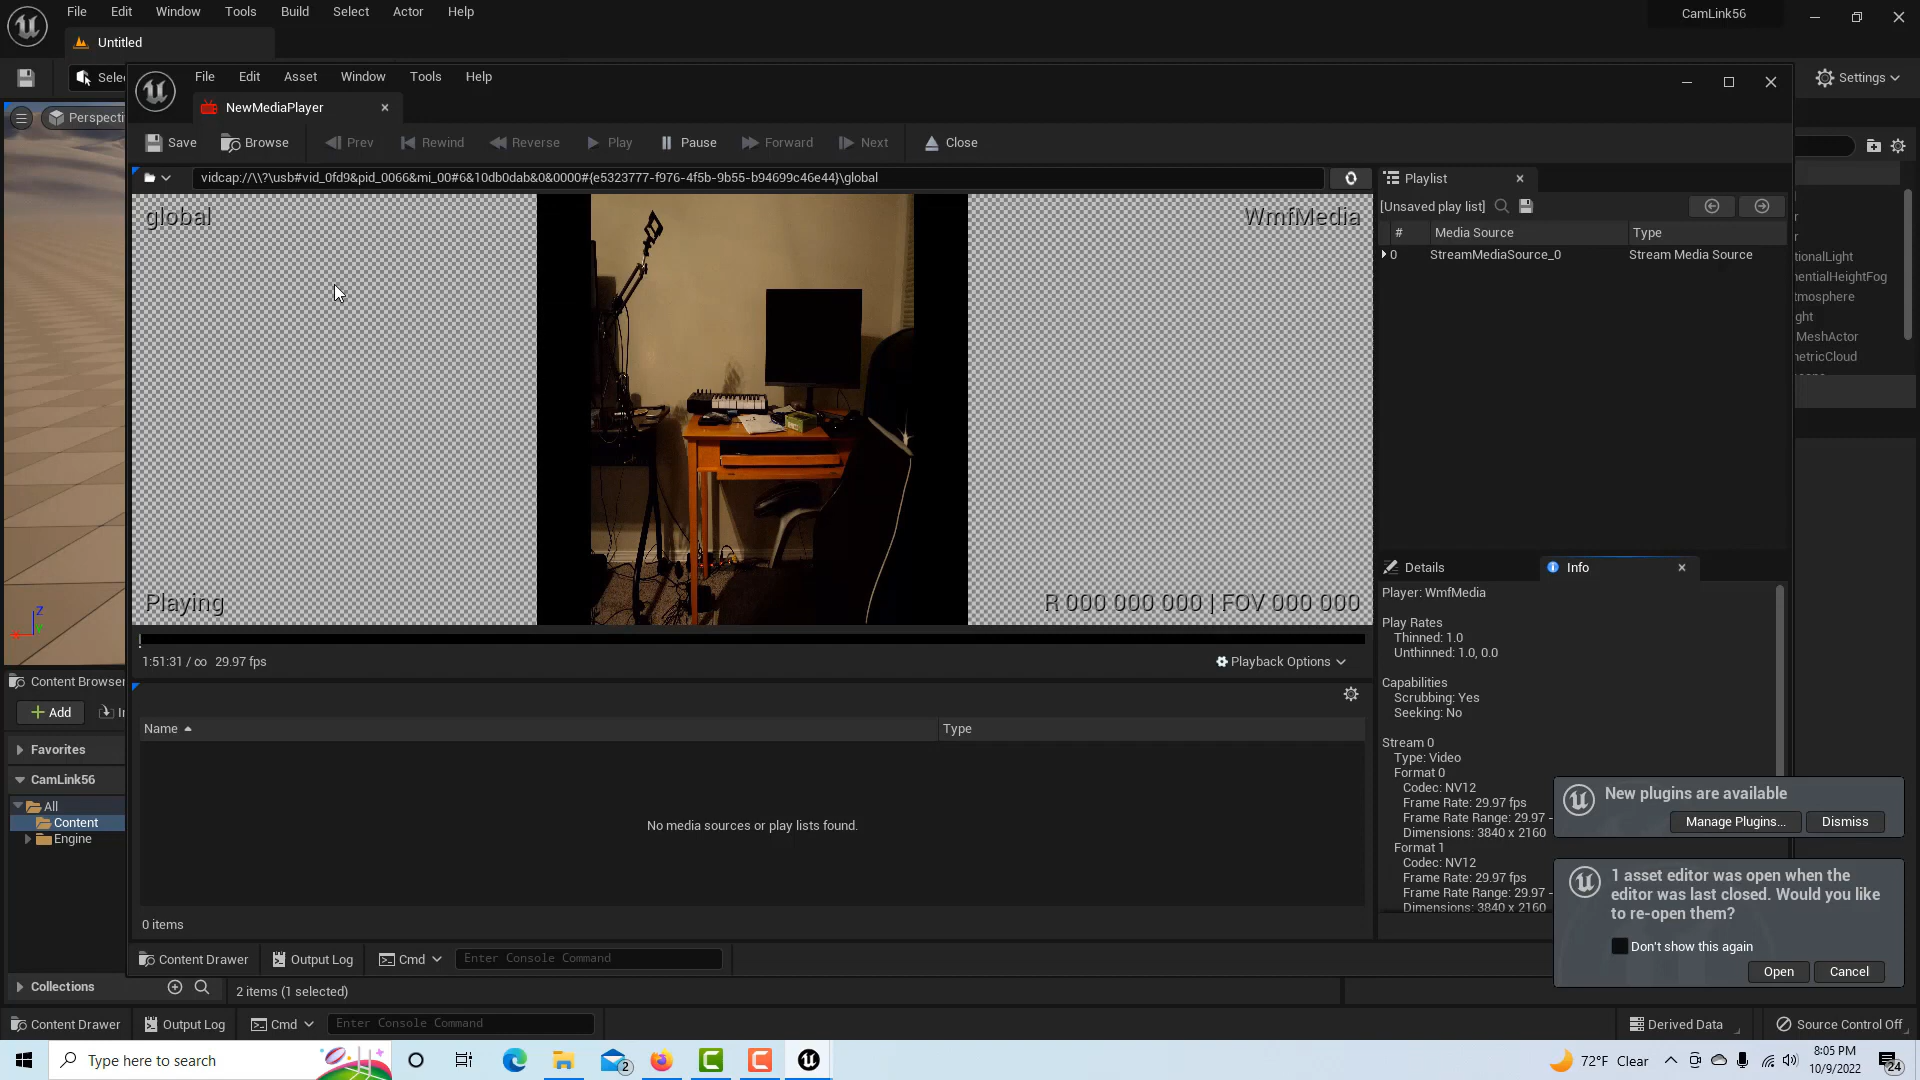 File Edit Window Tools Build Select Actor Help
CamLink56
Untitled
Selec
Settings
File Edit Asset Window Tools Help
NewMediaPlayer
Perspecti
Save Browse Prev Rewind Reverse Play Pause Forward Next Close
vidcap://\\?\usb#vid_0fd9&pid_0066&mi_00#6&10db0dab&0&0000#{e5323777-f976-4f5b-9b55-b94699c46e44}\global
Playlist
[Unsaved play list]
# Media Source Type
0 StreamMediaSource_0 Stream Media Source
global
WmfMedia
tionalLight
nentialHeightFog
tmosphere
ght
MeshActor
netricCloud
Playing
R 000 000 000 | FOV 000 000
1:51:31 / ∞ 29.97 fps
Playback Options
Details
Info
Player: WmfMedia
Play Rates
Thinned: 1.0
Unthinned: 1.0, 0.0
Capabilities
Scrubbing: Yes
Seeking: No
Stream 0
Type: Video
Format 0
Codec: NV12
Frame Rate: 29.97 fps
Frame Rate Range: 29.97 -
Dimensions: 3840 x 2160
Format 1
Codec: NV12
Frame Rate: 29.97 fps
Frame Rate Range: 29.97 -
Dimensions: 3840 x 2160
Name Type
No media sources or play lists found.
0 items
Content Drawer Output Log Cmd Enter Console Command
Content Browser
Add
Favorites
CamLink56
All
Content
Engine
Collections
2 items (1 selected)
New plugins are available
Manage Plugins... Dismiss
1 asset editor was open when the
editor was last closed. Would you like
to re-open them?
Don't show this again
Open Cancel
Content Drawer Output Log Cmd Enter Console Command
Derived Data Source Control Off
Type here to search
2
72°F Clear
8:05 PM
10/9/2022
24
X
Z